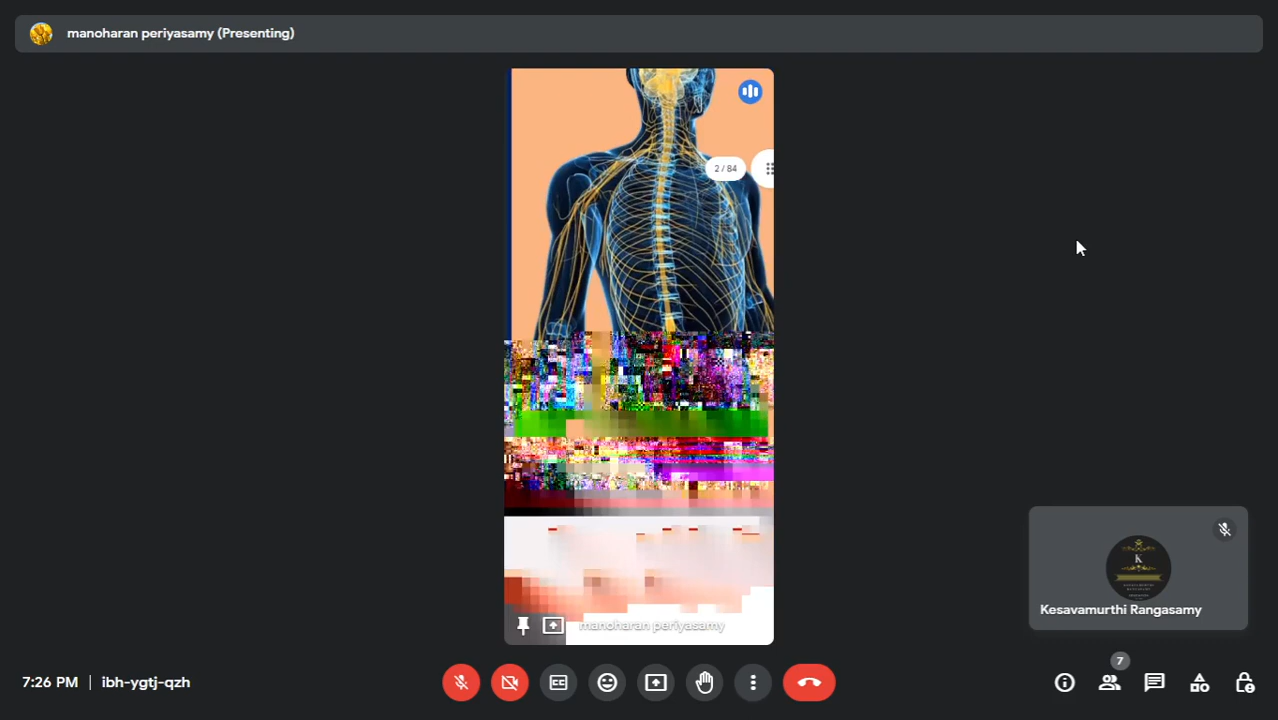 manoharan periyasamy (Presenting)
2 / 84
K
manoharan periyasamy
Kesavamurthi Rangasamy
7
7:26 PM | ibh-ygtj-qzh